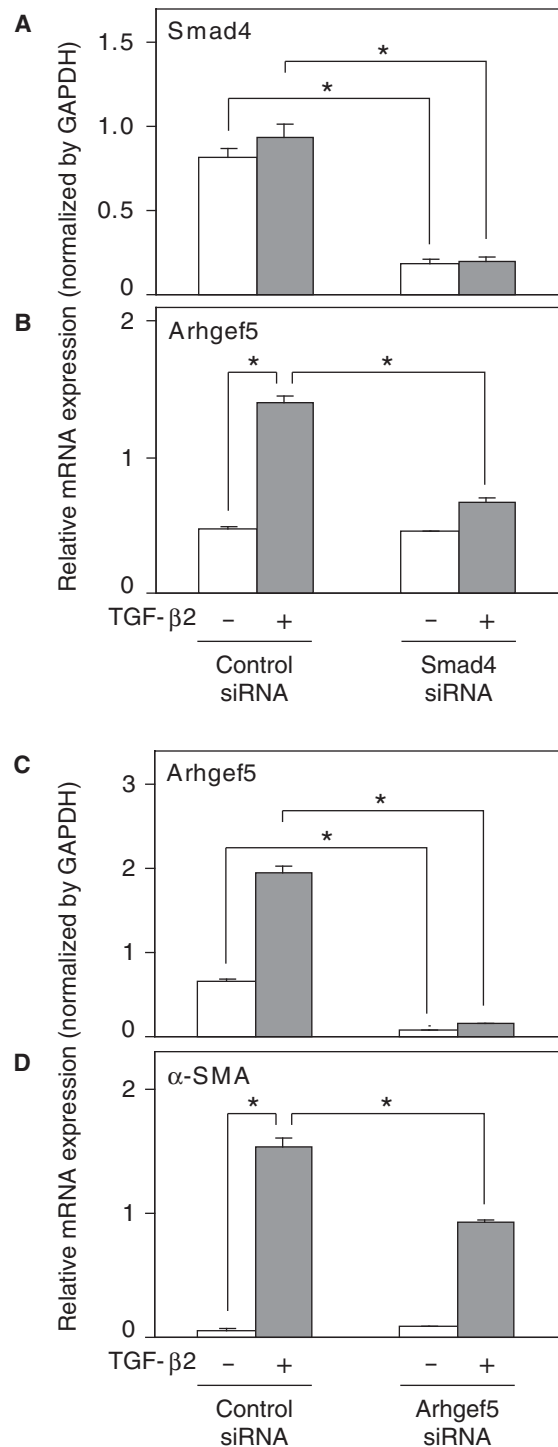 A
Smad4
Relative mRNA expression (normalized by GAPDH)
1.5
1.0
0.5
0
*
*
B
Arhgef5
2
1
0
*
*
TGF-β2
− + − +
Control siRNA
Smad4 siRNA
C
Arhgef5
Relative mRNA expression (normalized by GAPDH)
3
2
1
0
*
*
D
α-SMA
2
1
0
*
*
TGF-β2
− + − +
Control siRNA
Arhgef5 siRNA